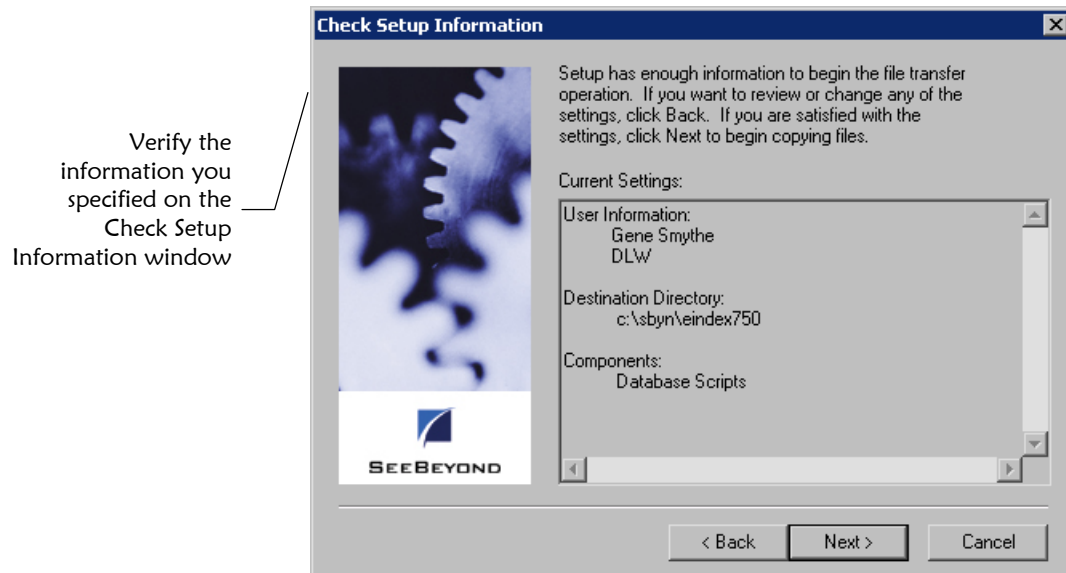 Verify the
information you
specified on the
Check Setup
Information window
Check Setup Information
Setup has enough information to begin the file transfer
operation. If you want to review or change any of the
settings, click Back. If you are satisfied with the
settings, click Next to begin copying files.
Current Settings:
User Information:
Gene Smythe
DLW
Destination Directory:
c:\sbyn\eindex750
Components:
Database Scripts
SEEBEYOND
< Back
Next >
Cancel